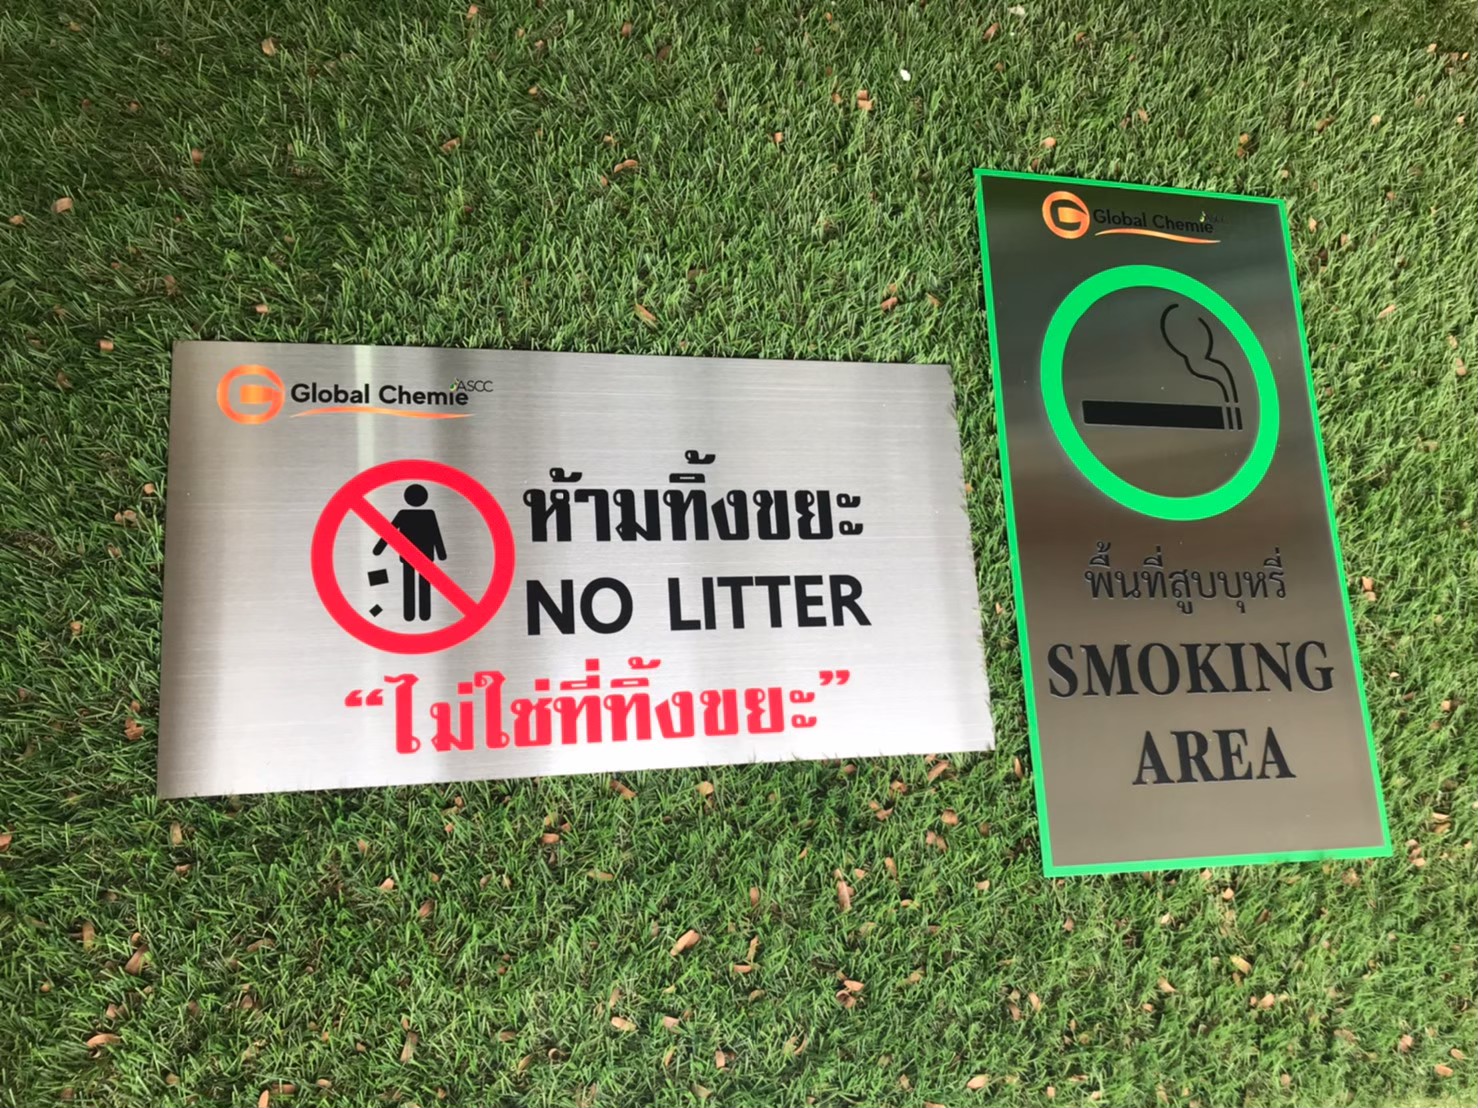 Global Chemie ASCC
ห้ามทิ้งขยะ
NO LITTER
“ไม่ใช่ที่ทิ้งขยะ”
Global Chemie ASCC
พื้นที่สูบบุหรี่
SMOKING
AREA